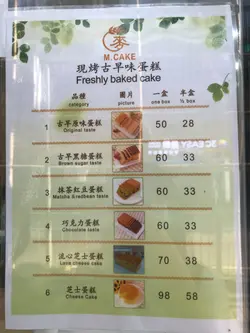 麥
M.CAKE
現烤古早味蛋糕
Freshly baked cake
品種 圖片 一盒 半盒
category picture one box ½ box
1 古早原味蛋糕 50 28
Original taste
2 古早黑糖蛋糕 60 33
Brown sugar taste
3 抹茶紅豆蛋糕 60 33
Matcha &redbean taste
4 巧克力蛋糕 60 33
Chocolate taste
5 流心芝士蛋糕 70 38
Lava cheese cake
6 芝士蛋糕 98 58
Cheese Cake